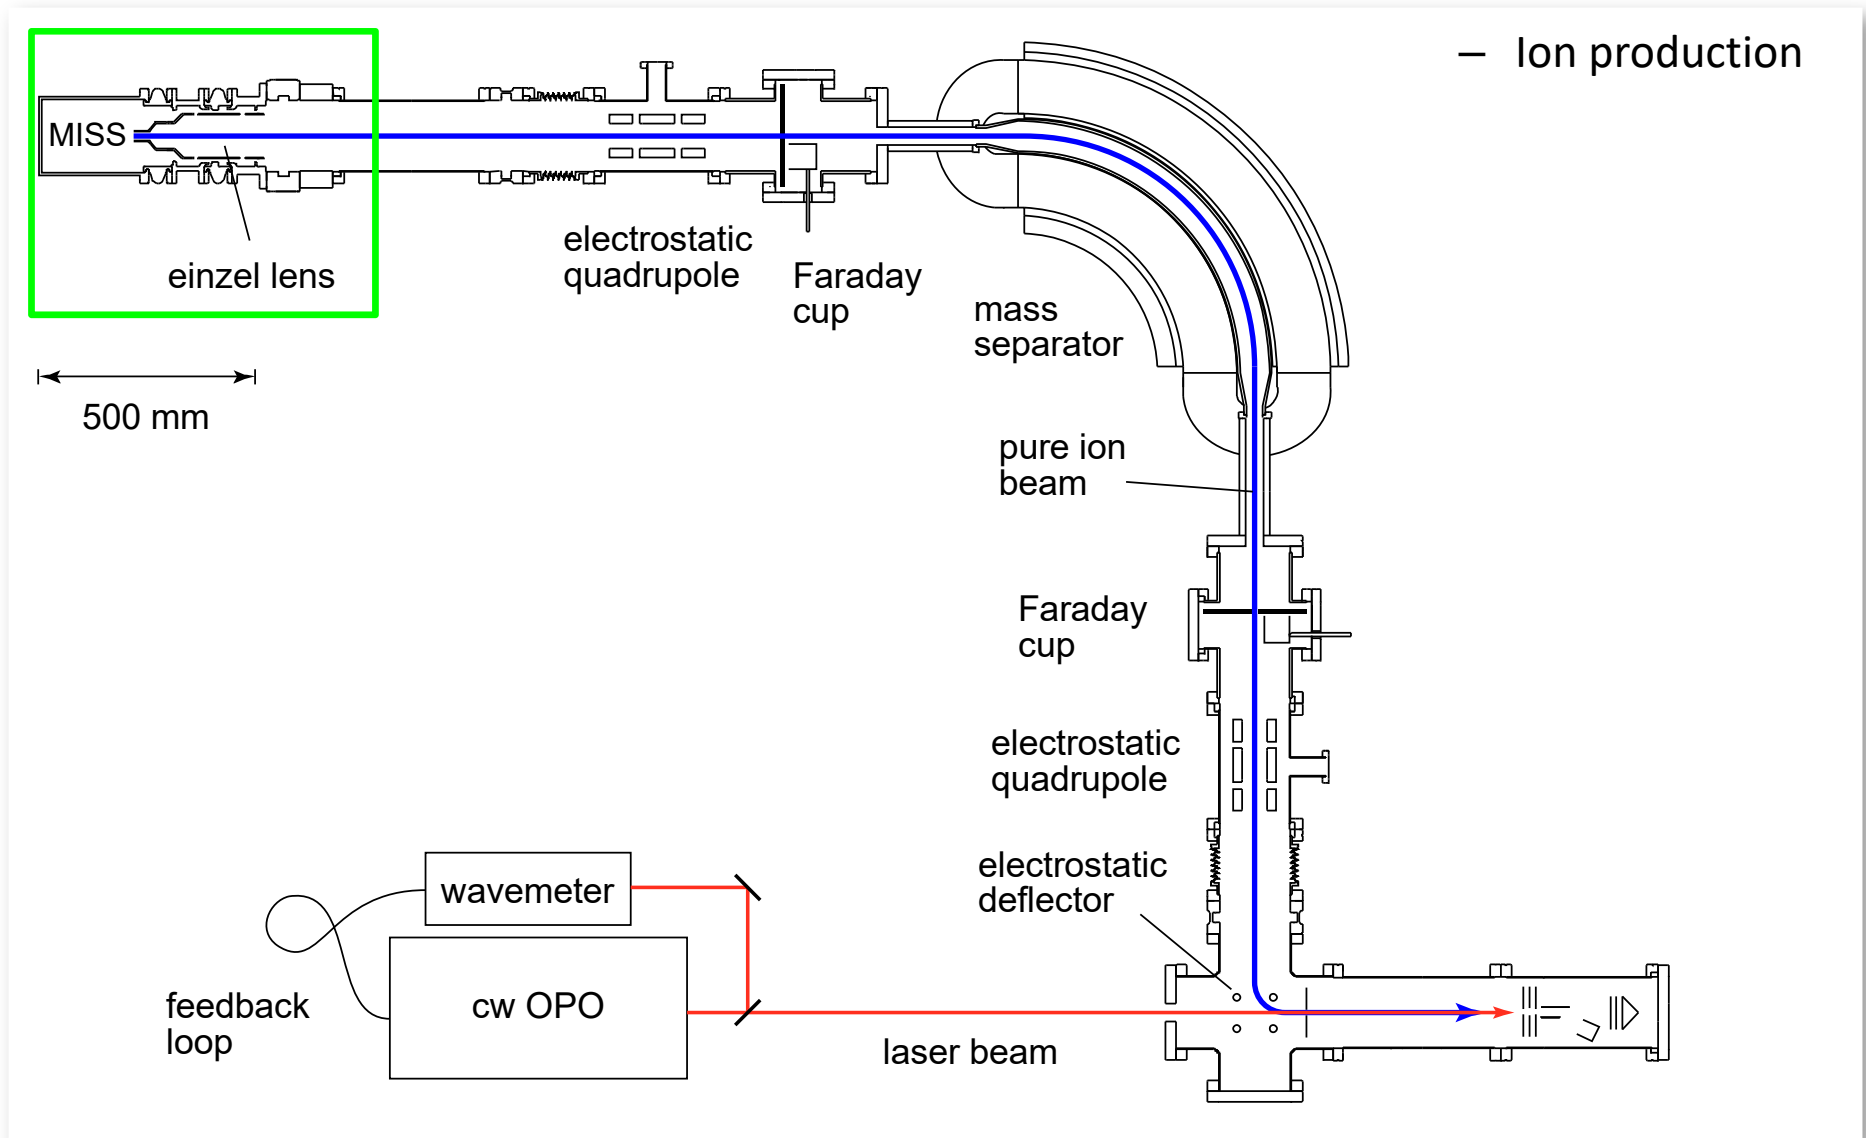 – Ion production
MISS
einzel lens
500 mm
electrostatic
quadrupole
Faraday
cup
mass
separator
pure ion
beam
Faraday
cup
electrostatic
quadrupole
electrostatic
deflector
wavemeter
cw OPO
feedback
loop
laser beam